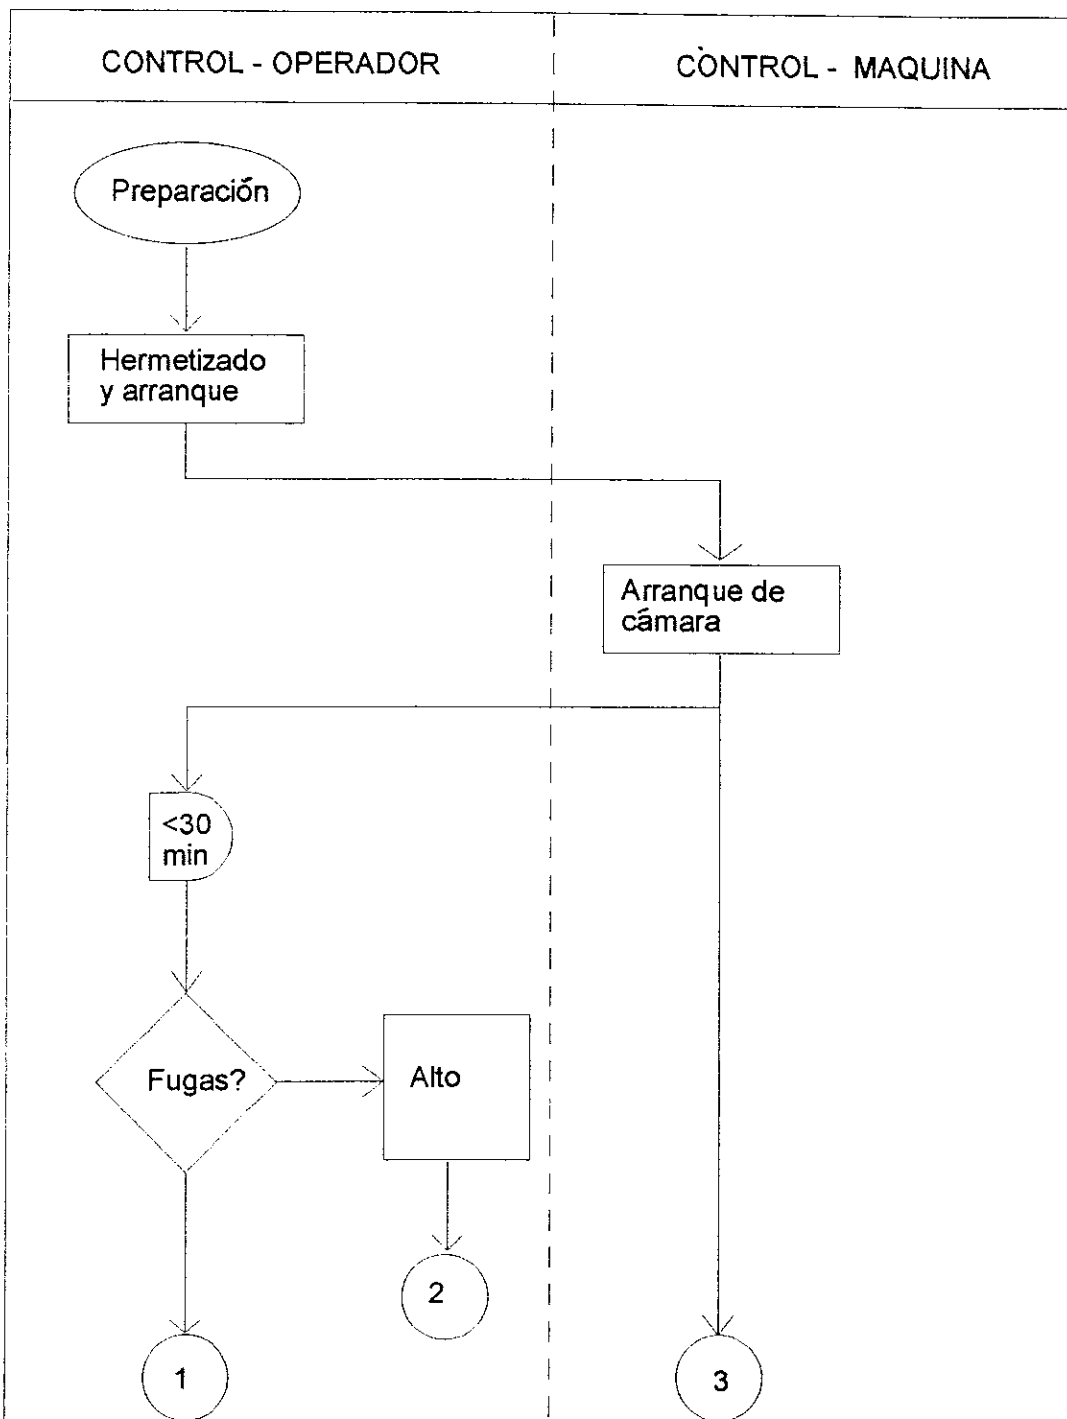 CONTROL - OPERADOR
CONTROL - MAQUINA
Preparación
Hermetizado
y arranque
Arranque de
cámara
<30
min
Fugas?
Alto
2
1
3